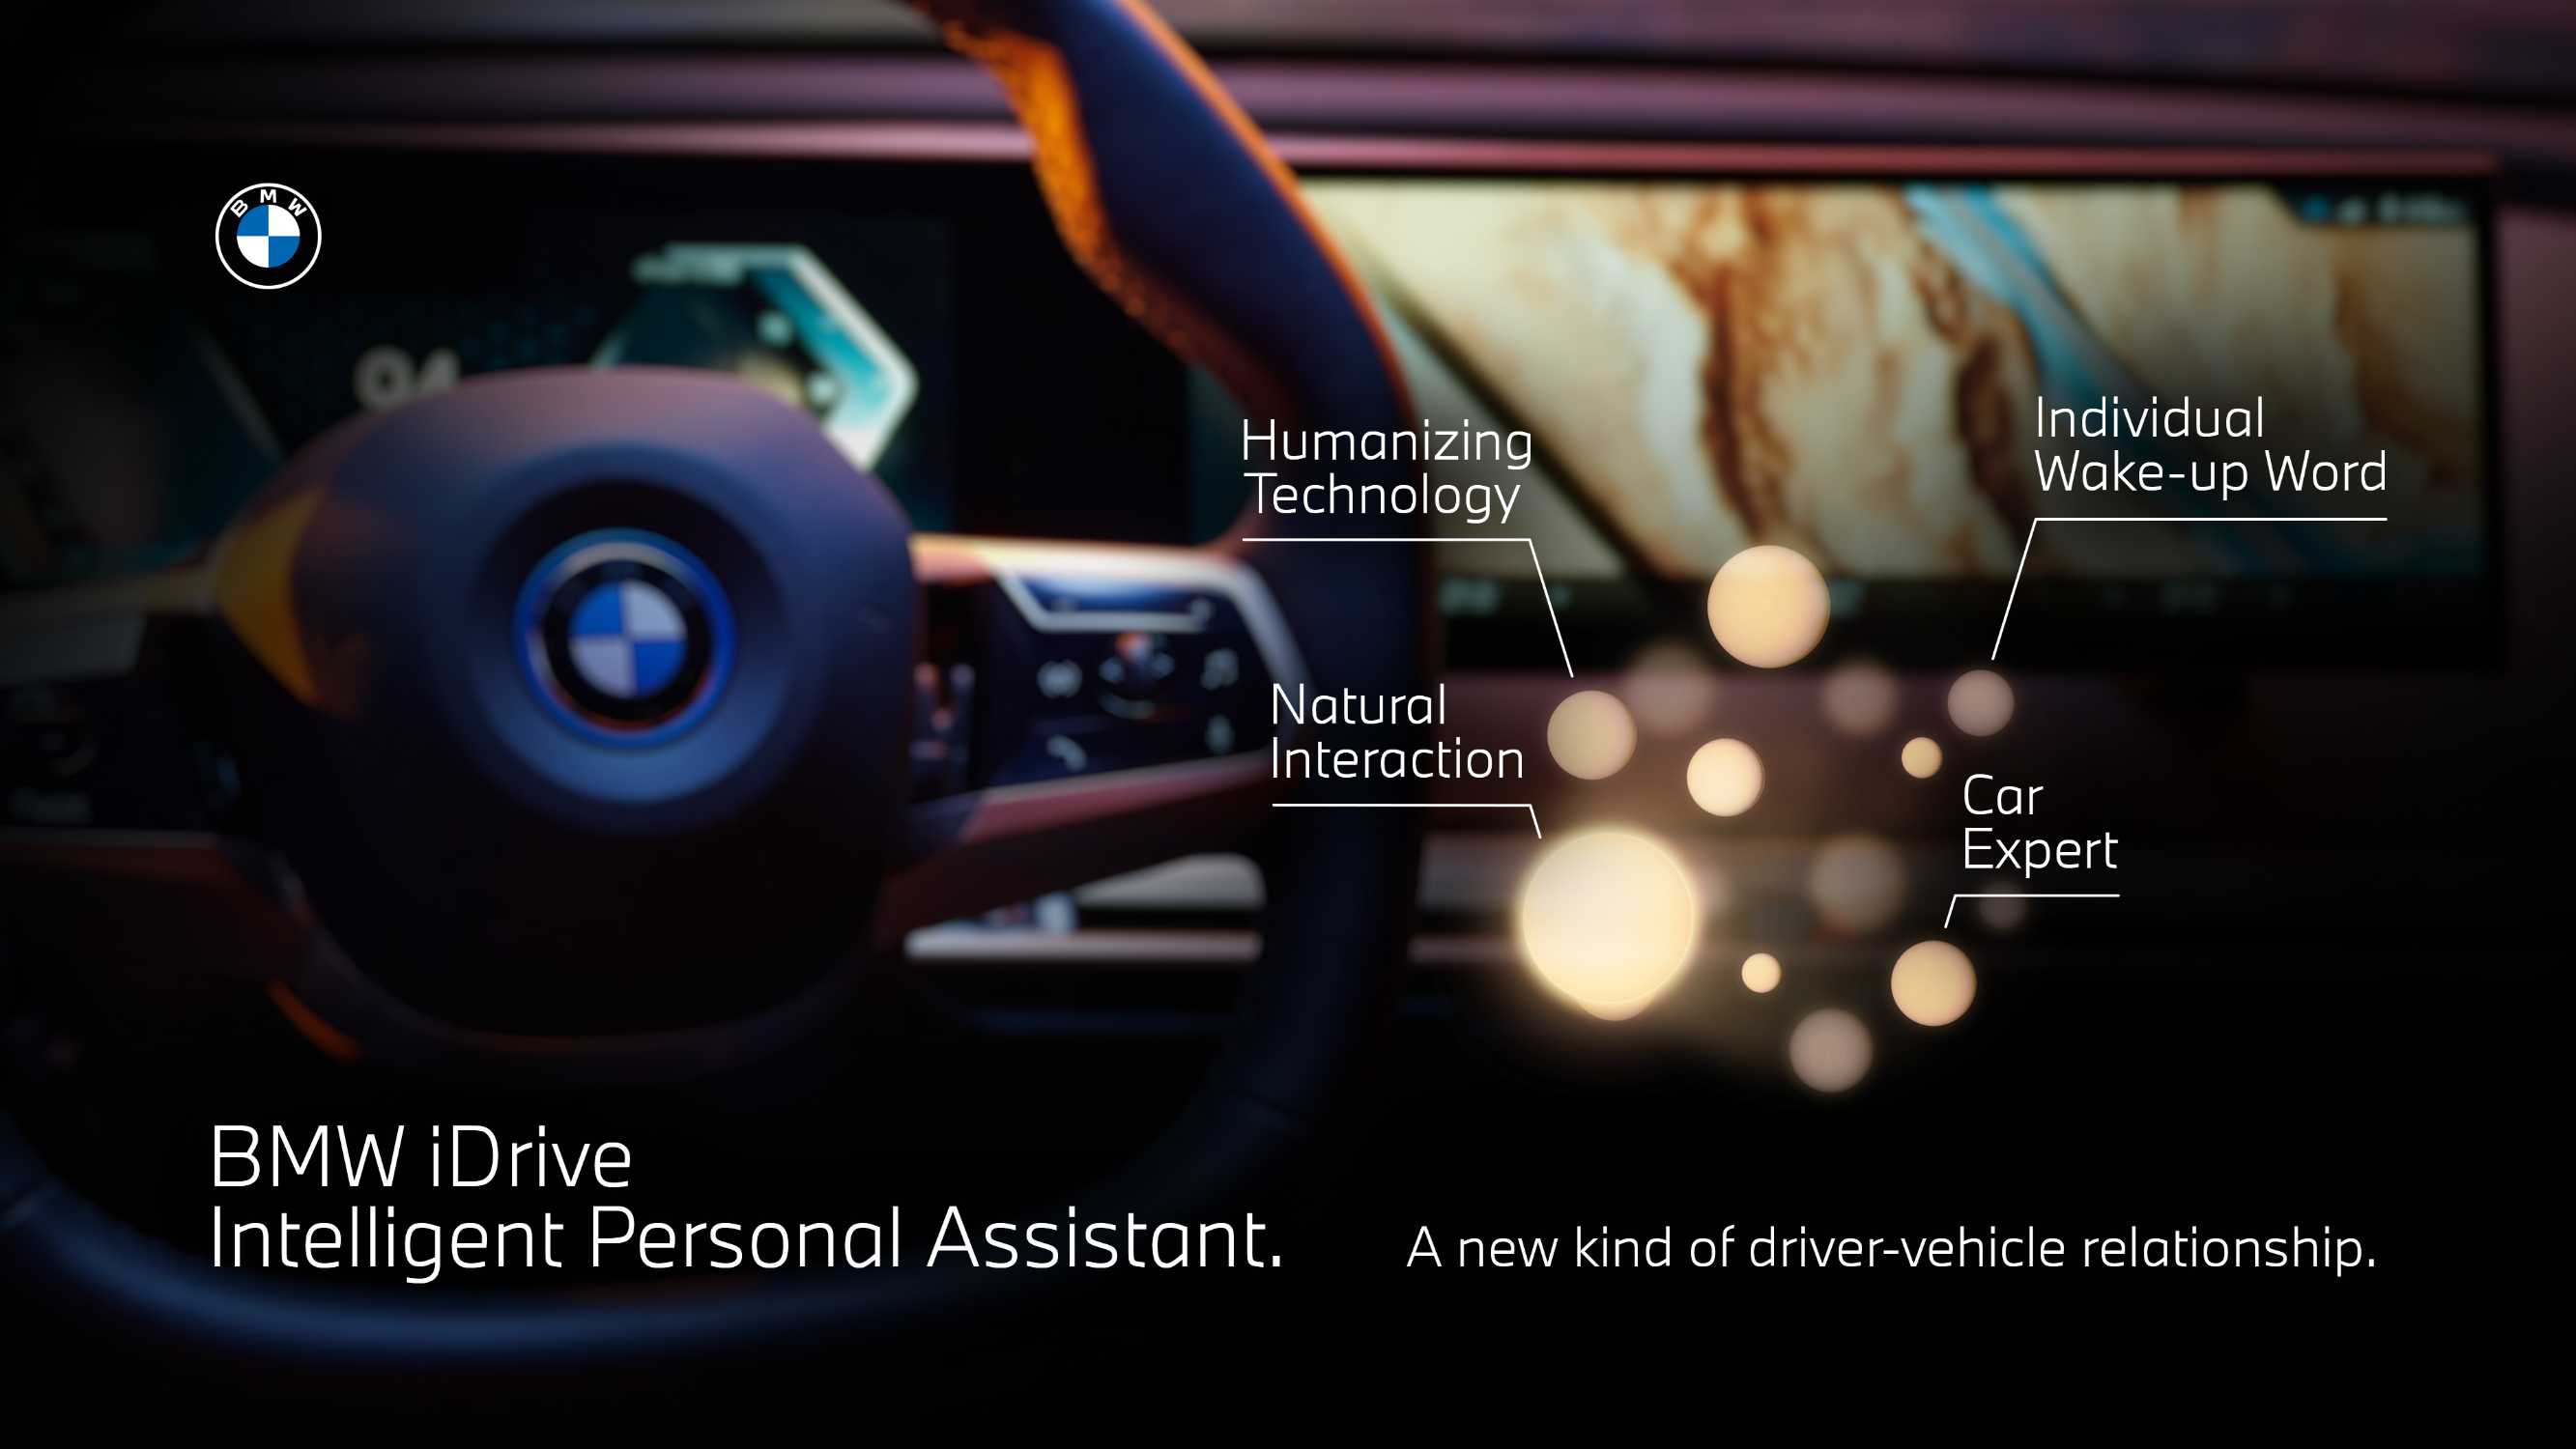 BMW
04
Humanizing
Technology
Individual
Wake-up Word
Natural
Interaction
Car
Expert
BMW iDrive
Intelligent Personal Assistant.
A new kind of driver-vehicle relationship.